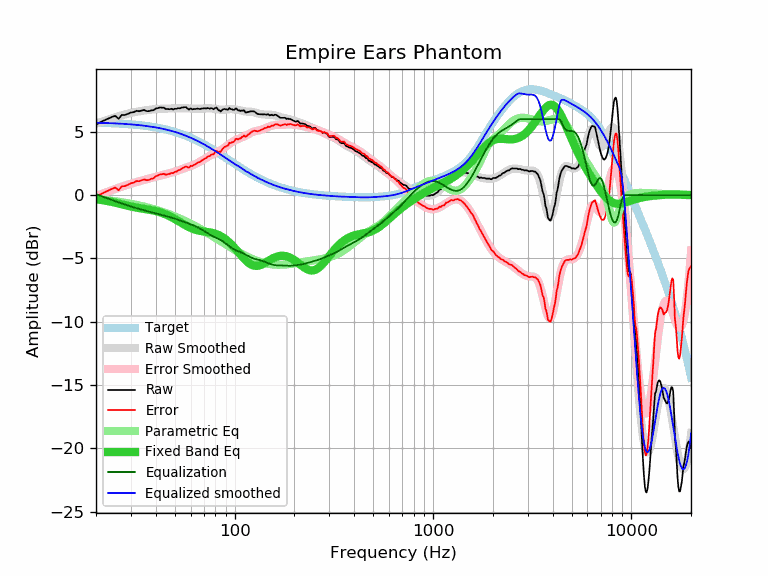 Empire Ears Phantom
Amplitude (dBr)
5
0
−5
−10
−15
−20
−25
Target
Raw Smoothed
Error Smoothed
Raw
Error
Parametric Eq
Fixed Band Eq
Equalization
Equalized smoothed
100
1000
10000
Frequency (Hz)